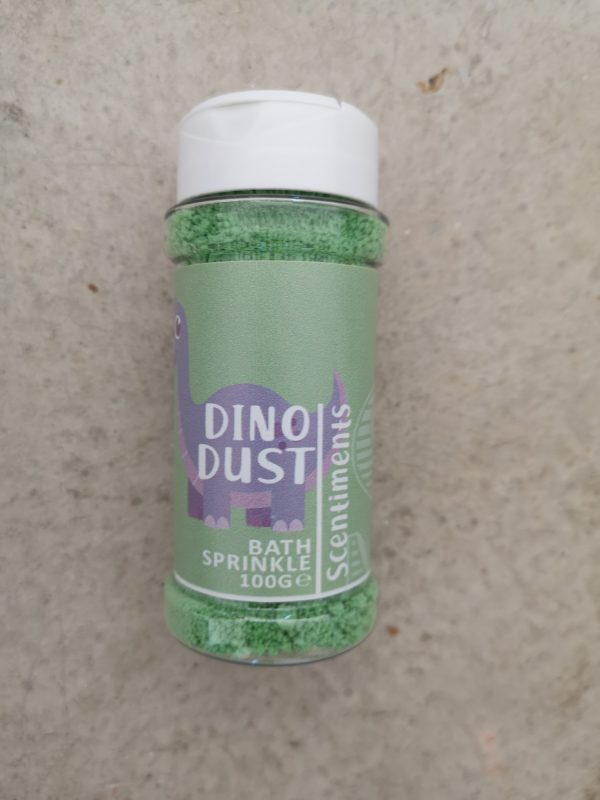 DINO
DUST
BATH
SPRINKLE
100G ℮
Scentiments